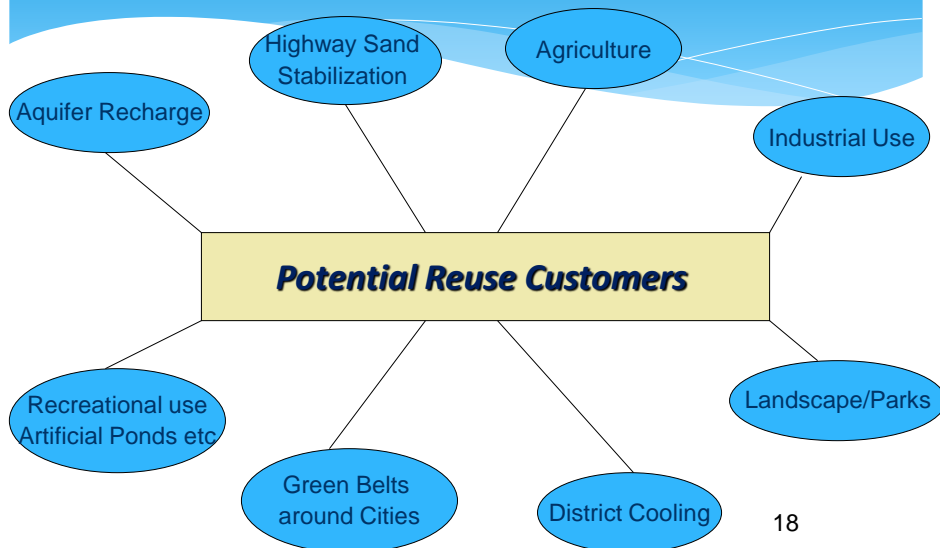 Highway Sand
Stabilization
Agriculture
Aquifer Recharge
Industrial Use
Potential Reuse Customers
Recreational use
Artificial Ponds etc
Landscape/Parks
Green Belts
around Cities
District Cooling
18